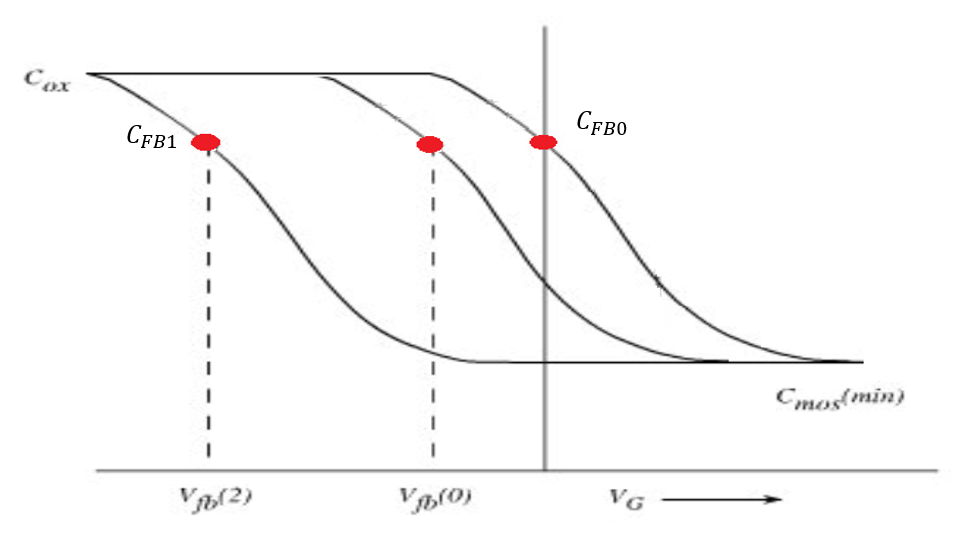 C_ox
C_FB1
C_FB0
C_mos(min)
V_fb(2)
V_fb(0)
V_G